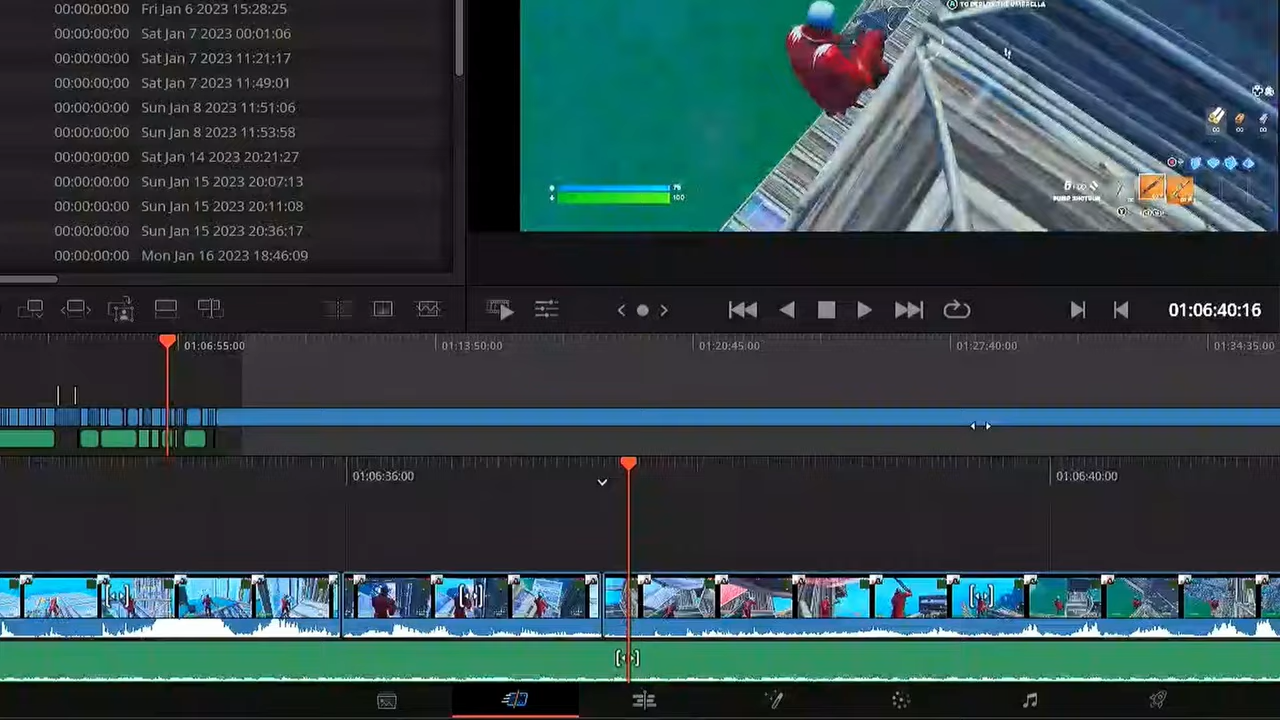 00:00:00:00 Fri Jan 6 2023 15:28:25
00:00:00:00 Sat Jan 7 2023 00:01:06
00:00:00:00 Sat Jan 7 2023 11:21:17
00:00:00:00 Sat Jan 7 2023 11:49:01
00:00:00:00 Sun Jan 8 2023 11:51:06
00:00:00:00 Sun Jan 8 2023 11:53:58
00:00:00:00 Sat Jan 14 2023 20:21:27
00:00:00:00 Sun Jan 15 2023 20:07:13
00:00:00:00 Sun Jan 15 2023 20:11:08
00:00:00:00 Sun Jan 15 2023 20:36:17
00:00:00:00 Mon Jan 16 2023 18:46:09
TO DEPLOY THE UMBRELLA
100
PUMP SHOTGUN
01:06:40:16
01:06:55:00 01:13:50:00 01:20:45:00 01:27:40:00 01:34:35:00
01:06:36:00 01:06:40:00